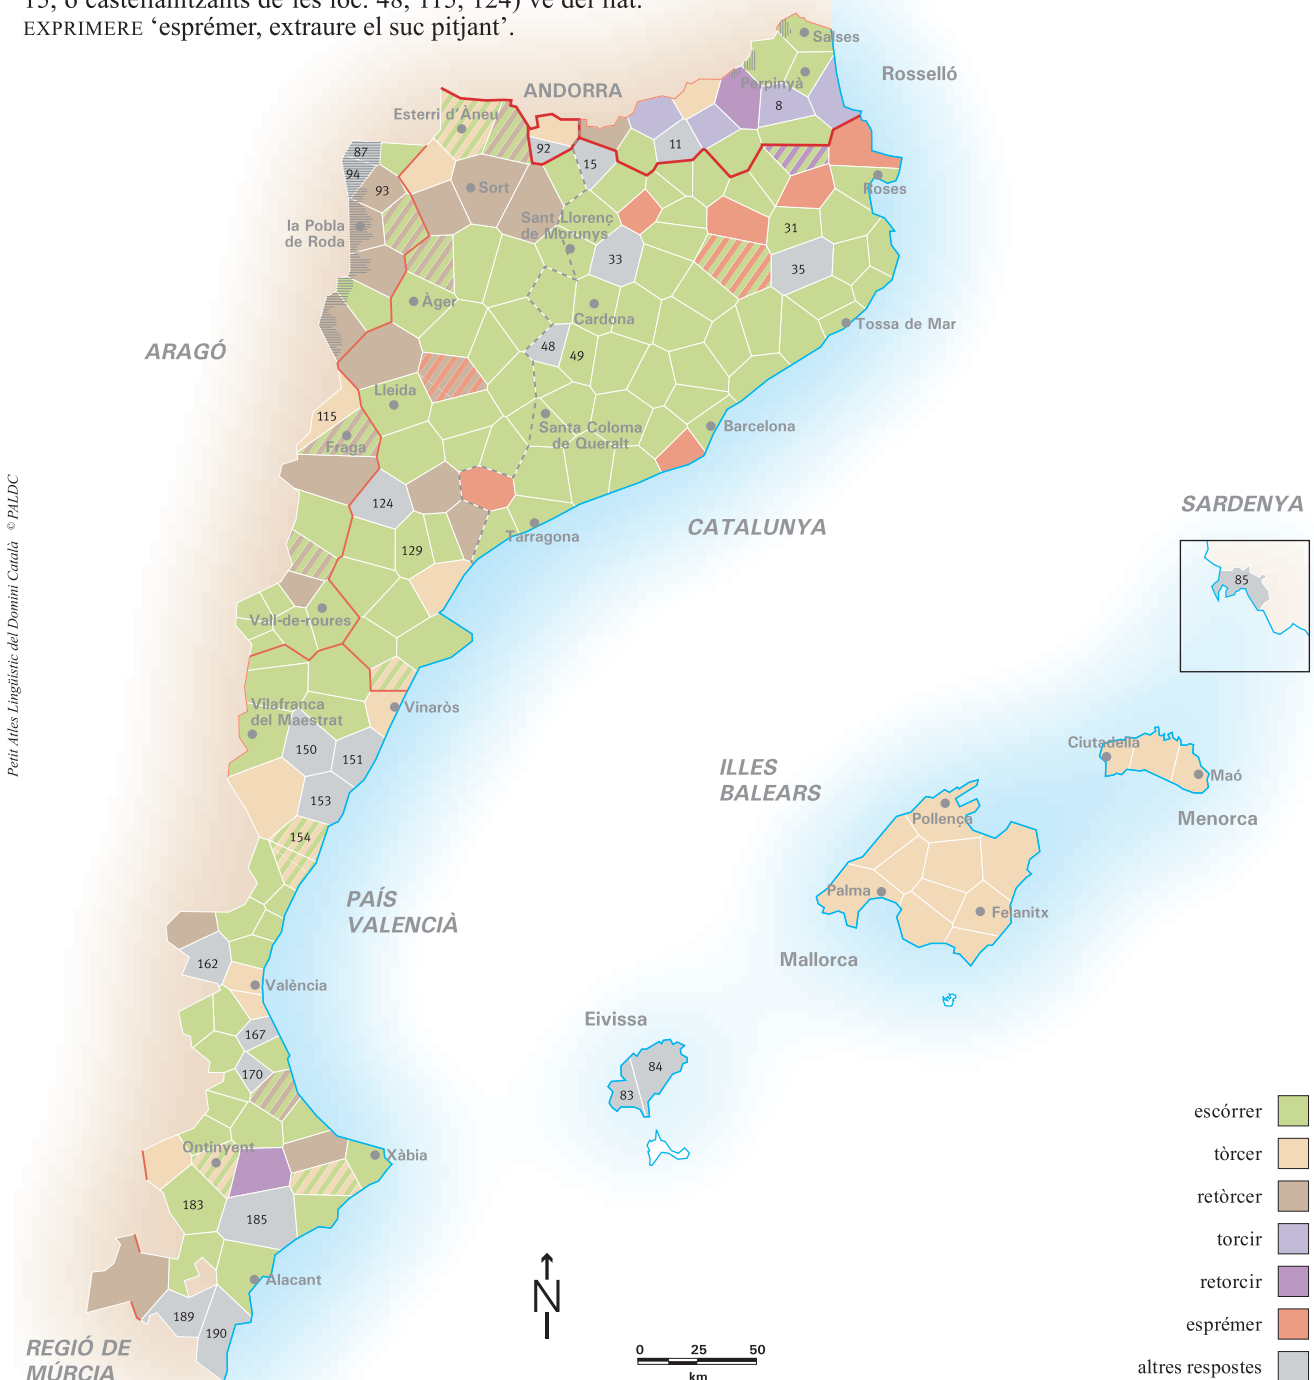 15, o castellanitzants de les loc. 48, 115, 124) ve del llat.
EXPRIMERE ‘esprémer, extraure el suc pitjant’.
Salses
Rosselló
ANDORRA
Perpinyà
8
Esterri d’Àneu
92
11
15
87
94
93
Sort
Roses
la Pobla
de Roda
Sant Llorenç
de Morunys
31
33
35
Àger
Cardona
Tossa de Mar
ARAGÓ
48
49
Lleida
115
Fraga
Santa Coloma
de Queralt
Barcelona
124
CATALUNYA
SARDENYA
129
Tarragona
85
Vall-de-roures
Petit Atles Lingüístic del Domini Català © PALDC
Vilafranca
del Maestrat
Vinaròs
150
151
153
154
ILLES
BALEARS
Ciutadella
Maó
Menorca
Pollença
Palma
Felanitx
Mallorca
PAÍS
VALENCIÀ
162
València
167
170
Eivissa
84
83
Ontinyent
Xàbia
183
185
Alacant
189
190
REGIÓ DE
MÚRCIA
N
0 25 50
km
escórrer
tòrcer
retòrcer
torcir
retorcir
esprémer
altres respostes